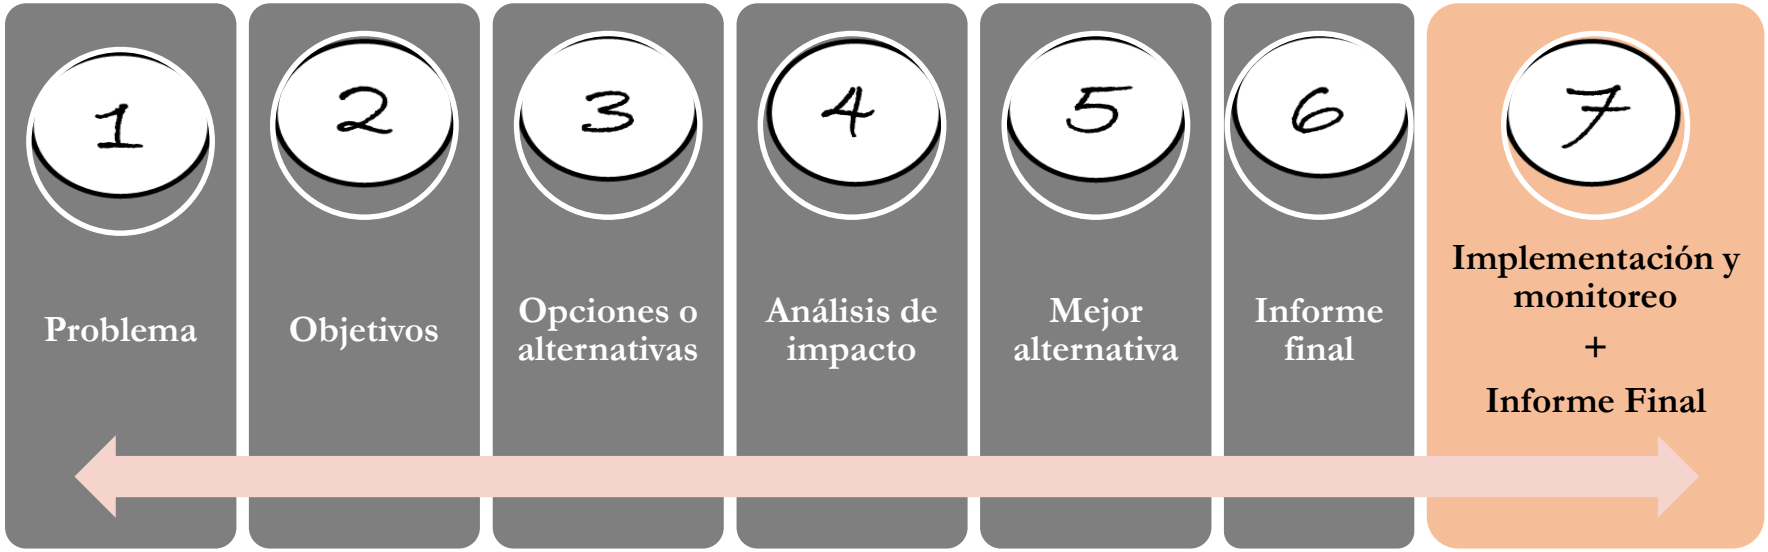 1
Problema
2
Objetivos
3
Opciones o
alternativas
4
Análisis de
impacto
5
Mejor
alternativa
6
Informe
final
7
Implementación y
monitoreo
+
Informe Final